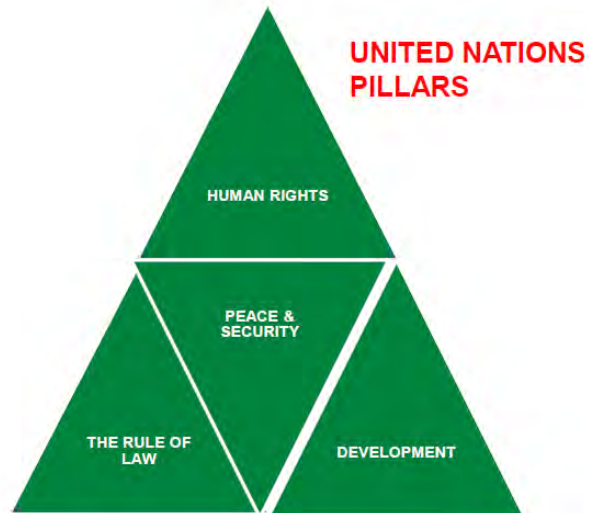 UNITED NATIONS
PILLARS
HUMAN RIGHTS
PEACE &
SECURITY
THE RULE OF
LAW
DEVELOPMENT